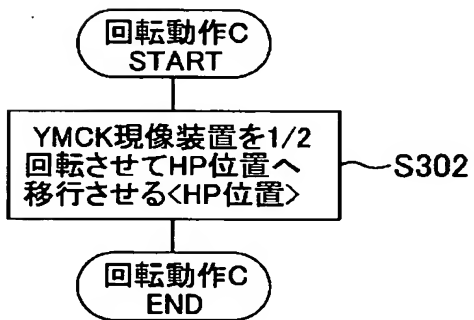 回転動作C
START
YMCK現像装置を1/2
回転させてHP位置へ
移行させる<HP位置>
S302
回転動作C
END